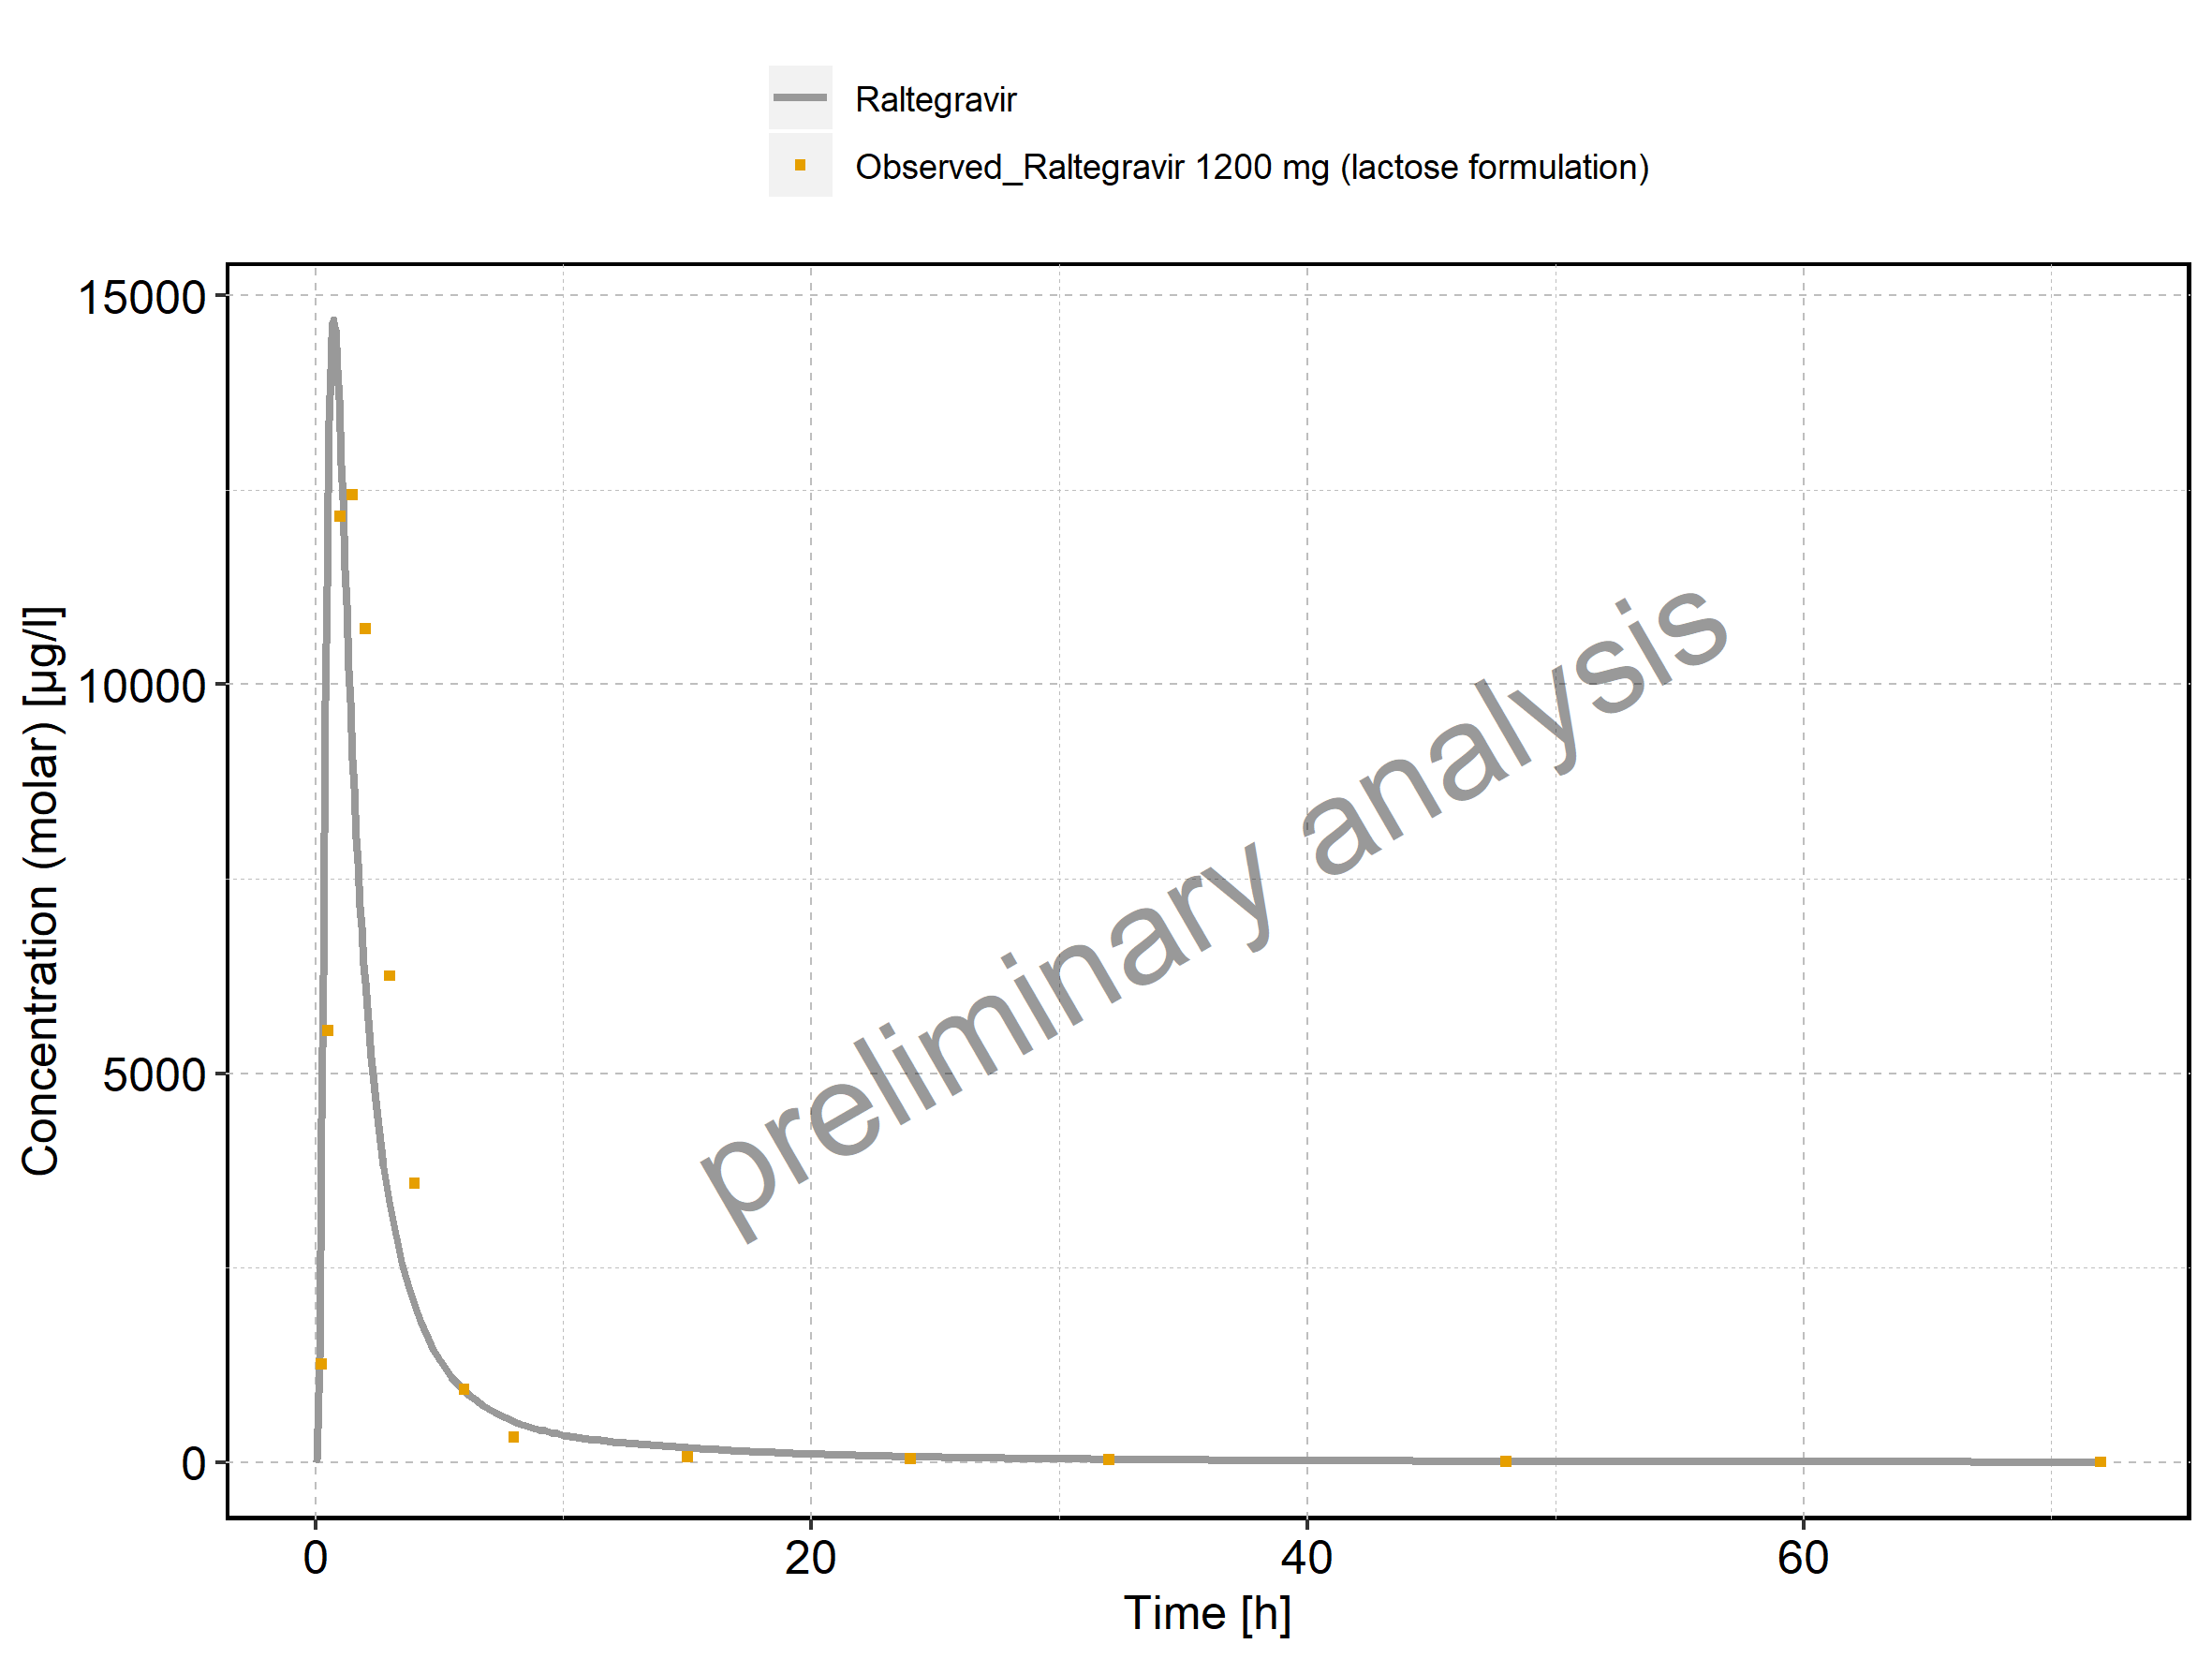 Raltegravir
Observed_Raltegravir 1200 mg (lactose formulation)
15000
10000
5000
0
Concentration (molar) [µg/l]
preliminary analysis
0 20 40 60
Time [h]